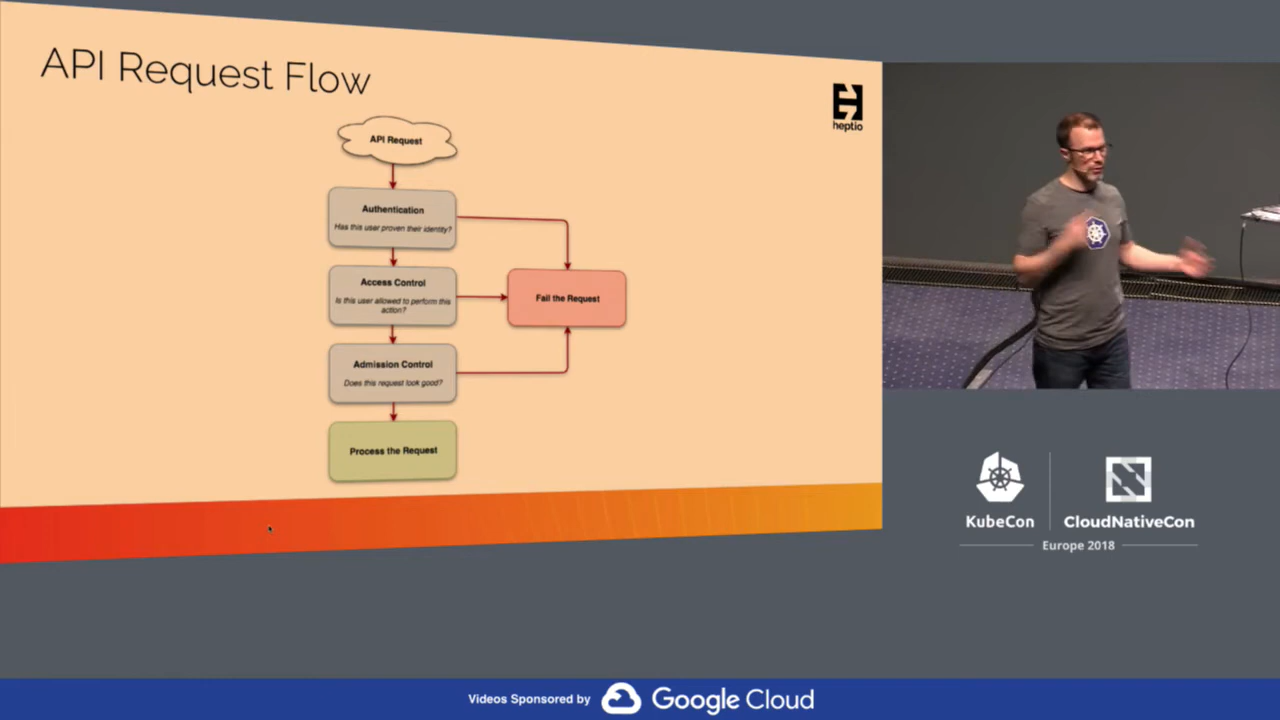 API Request Flow
heptio
API Request
Authentication
Has this user proven their identity?
Access Control
Is this user allowed to perform this
action?
Fail the Request
Admission Control
Does this request look good?
Process the Request
KubeCon
CloudNativeCon
Europe 2018
Videos Sponsored by
Google Cloud